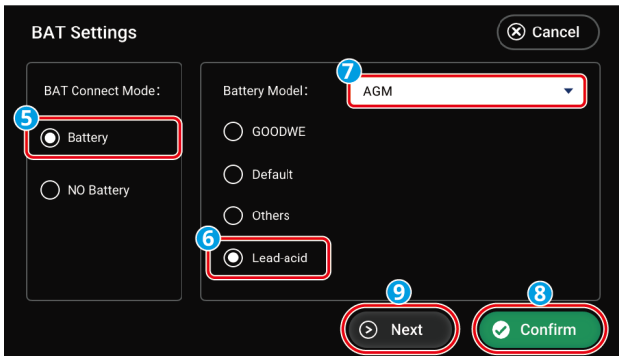 BAT Settings
Cancel
BAT Connect Mode:
Battery Model:
7
AGM
5
Battery
GOODWE
Default
NO Battery
Others
6
Lead-acid
9
Next
8
Confirm